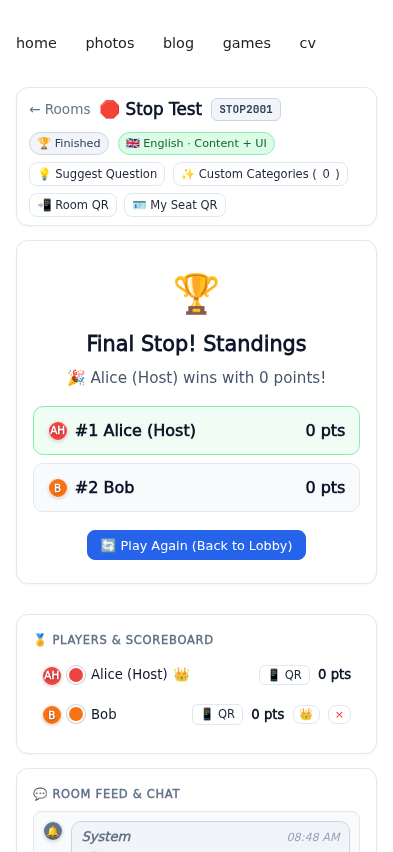 home photos blog games cv
← Rooms 🛑 Stop Test STOP2001
🏆 Finished 🇬🇧 English · Content + UI
💡 Suggest Question ✨ Custom Categories ( 0 )
📲 Room QR 🪪 My Seat QR
🏆
Final Stop! Standings
🎉 Alice (Host) wins with 0 points!
AH #1 Alice (Host) 0 pts
B #2 Bob 0 pts
🔄 Play Again (Back to Lobby)
🏅 PLAYERS & SCOREBOARD
AH Alice (Host) 👑 📱 QR 0 pts
B Bob 📱 QR 0 pts 👑 ×
💬 ROOM FEED & CHAT
🔔 System 08:48 AM